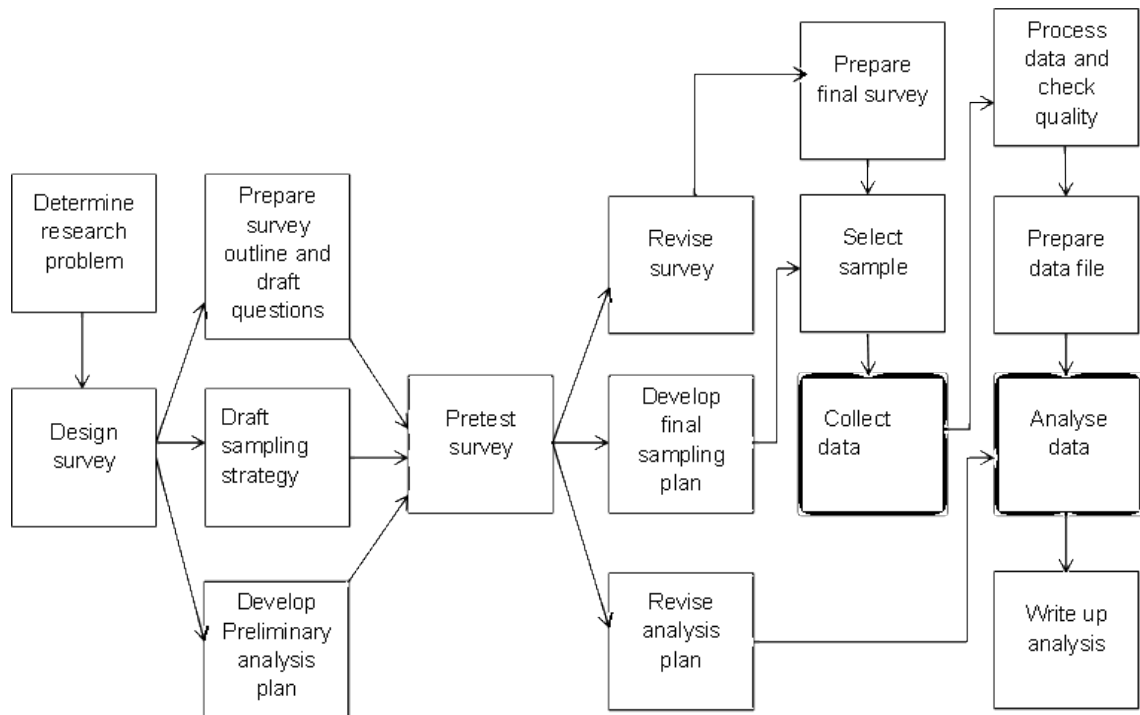 Determine
research
problem
Design
survey
Prepare
survey
outline and
draft
questions
Draft
sampling
strategy
Develop
Preliminary
analysis
plan
Pretest
survey
Revise
survey
Develop
final
sampling
plan
Revise
analysis
plan
Prepare
final survey
Select
sample
Collect
data
Process
data and
check
quality
Prepare
data file
Analyse
data
Write up
analysis